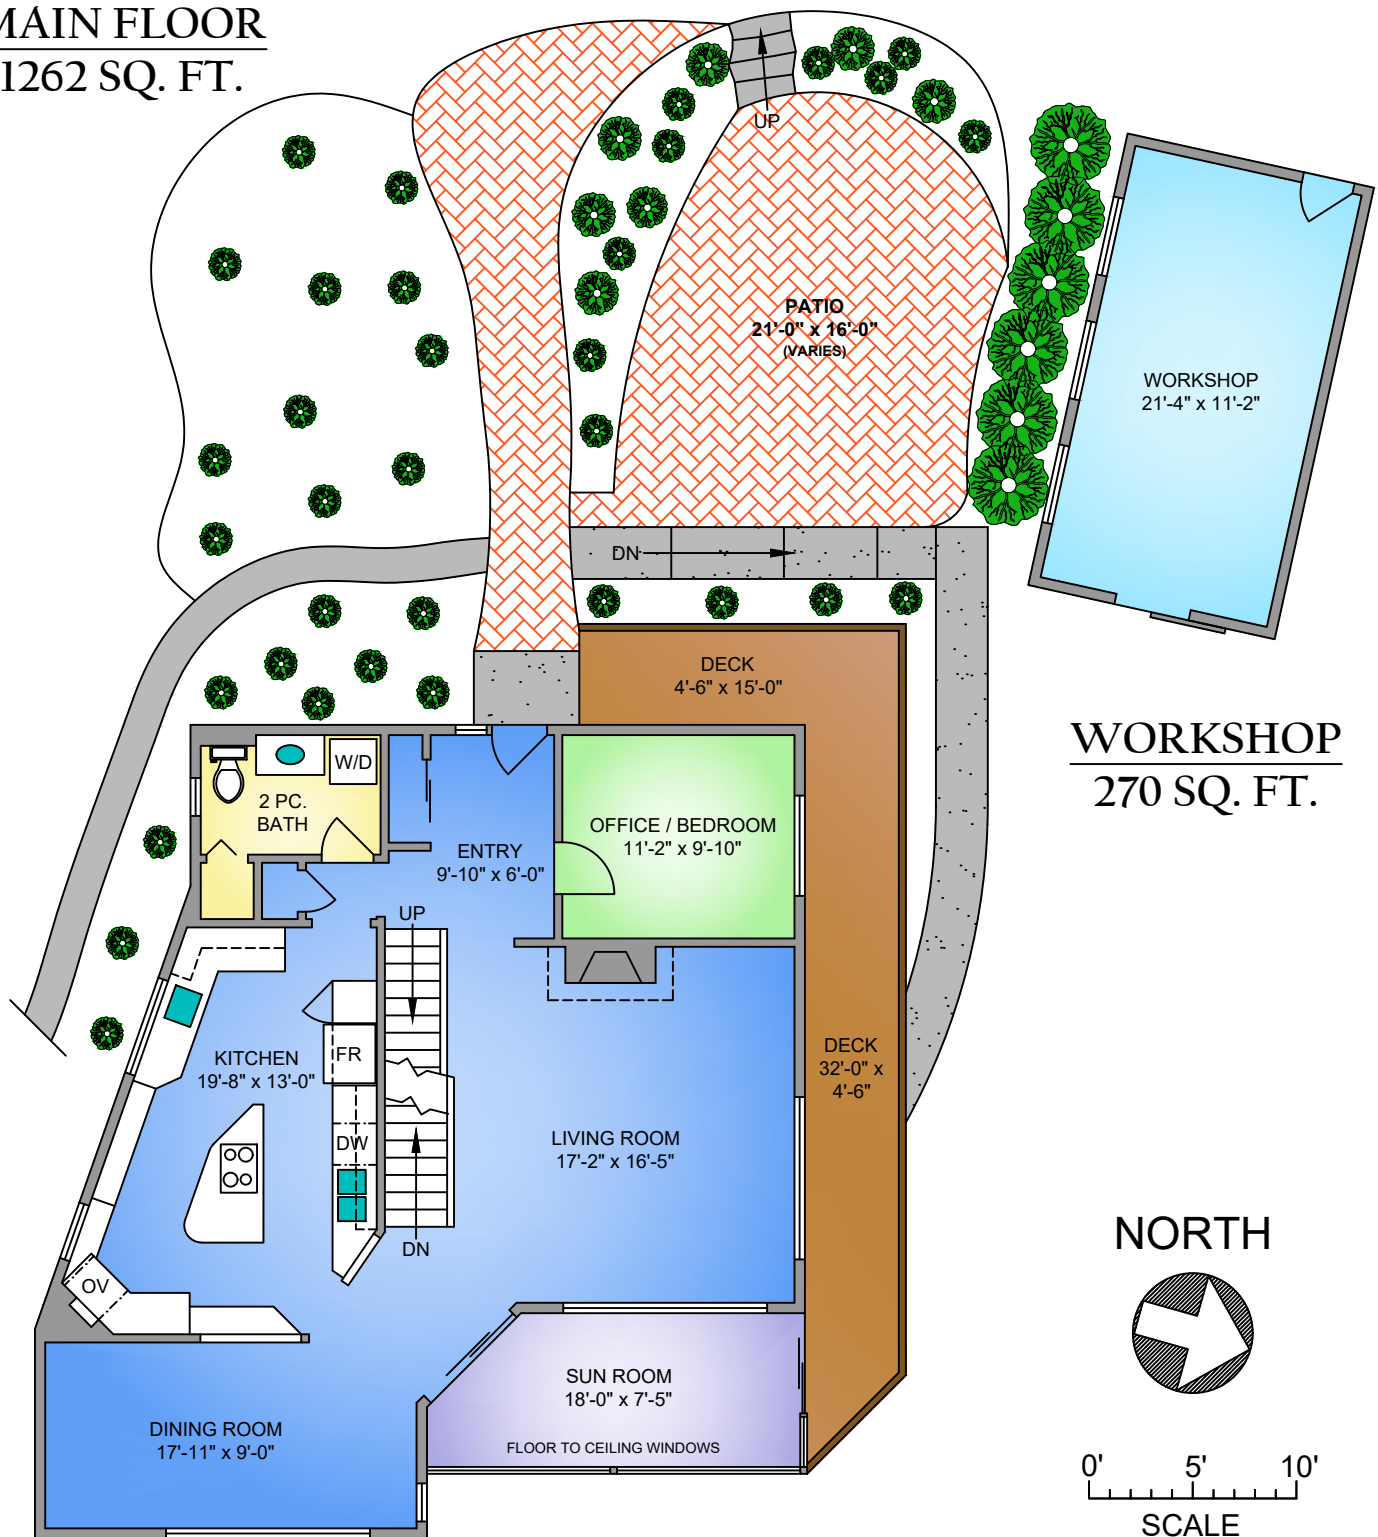 MAIN FLOOR
1262 SQ. FT.
UP
PATIO
21'-0" x 16'-0"
(VARIES)
WORKSHOP
21'-4" x 11'-2"
DN
DECK
4'-6" x 15'-0"
WORKSHOP
270 SQ. FT.
W/D
2 PC.
BATH
OFFICE / BEDROOM
11'-2" x 9'-10"
ENTRY
9'-10" x 6'-0"
UP
KITCHEN
19'-8" x 13'-0"
FR
DECK
32'-0" x
4'-6"
DW
LIVING ROOM
17'-2" x 16'-5"
DN
OV
NORTH
SUN ROOM
18'-0" x 7'-5"
FLOOR TO CEILING WINDOWS
DINING ROOM
17'-11" x 9'-0"
0' 5' 10'
SCALE